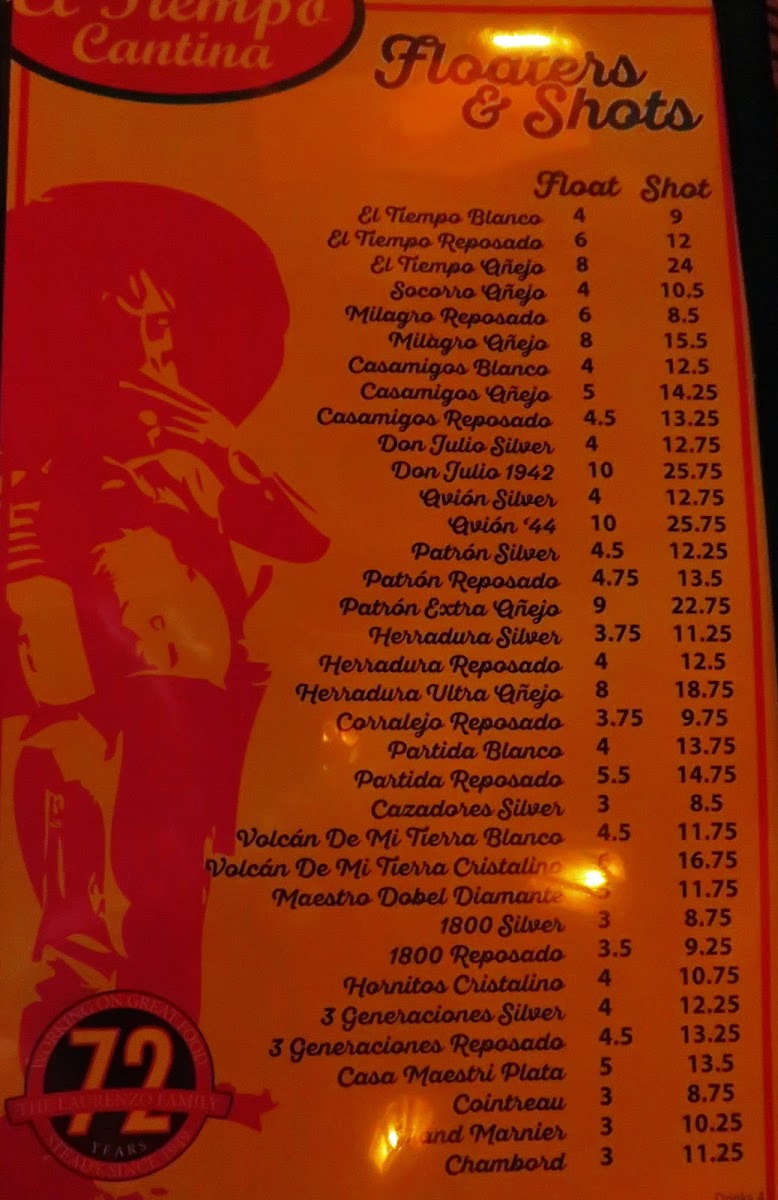 El Tiempo
Cantina
Floaters
& Shots
Float Shot
El Tiempo Blanco 4 9
El Tiempo Reposado 6 12
El Tiempo Añejo 8 24
Socorro Añejo 4 10.5
Milagro Reposado 6 8.5
Milagro Añejo 8 15.5
Casamigos Blanco 4 12.5
Casamigos Añejo 5 14.25
Casamigos Reposado 4.5 13.25
Don Julio Silver 4 12.75
Don Julio 1942 10 25.75
Avión Silver 4 12.75
Avión '44 10 25.75
Patrón Silver 4.5 12.25
Patrón Reposado 4.75 13.5
Patrón Extra Añejo 9 22.75
Herradura Silver 3.75 11.25
Herradura Reposado 4 12.5
Herradura Ultra Añejo 8 18.75
Corralejo Reposado 3.75 9.75
Partida Blanco 4 13.75
Partida Reposado 5.5 14.75
Cazadores Silver 3 8.5
Volcán De Mi Tierra Blanco 4.5 11.75
Volcán De Mi Tierra Cristalino 16.75
Maestro Dobel Diamante 11.75
1800 Silver 3 8.75
1800 Reposado 3.5 9.25
Hornitos Cristalino 4 10.75
3 Generaciones Silver 4 12.25
3 Generaciones Reposado 4.5 13.25
Casa Maestri Plata 5 13.5
Cointreau 3 8.75
Grand Marnier 3 10.25
Chambord 3 11.25
WORKING ON GREAT FOOD
72
THE LAURENZO FAMILY
YEARS